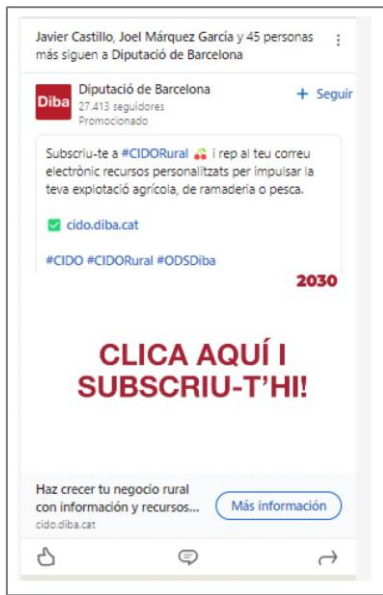 Javier Castillo, Joel Márquez García y 45 personas
más siguen a Diputació de Barcelona
Diba
Diputació de Barcelona
27.413 seguidores
Promocionado
+ Seguir
Subscriu-te a #CIDORural 🍒 i rep al teu correu
electrònic recursos personalitzats per impulsar la
teva explotació agrícola, de ramaderia o pesca.
✅ cido.diba.cat
#CIDO #CIDORural #ODSDiba
2030
CLICA AQUÍ I
SUBSCRIU-T'HI!
Haz crecer tu negocio rural
con información y recursos...
cido.diba.cat
Más información